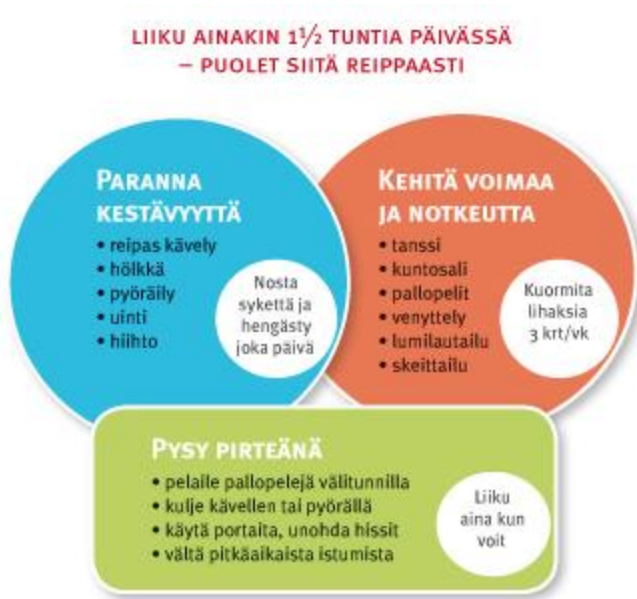 LIIKU AINAKIN 1½ TUNTIA PÄIVÄSSÄ
– PUOLET SIITÄ REIPPAASTI
PARANNA
KESTÄVYYTTÄ
• reipas kävely
• hölkkä
• pyöräily
• uinti
• hiihto
Nosta
sykettä ja
hengästy
joka päivä
KEHITÄ VOIMAA
JA NOTKEUTTA
• tanssi
• kuntosali
• pallopelit
• venyttely
• lumilautailu
• skeittailu
Kuormita
lihaksia
3 krt/vk
PYSY PIRTEÄNÄ
• pelaile pallopelejä välitunnilla
• kulje kävellen tai pyörällä
• käytä portaita, unohda hissit
• vältä pitkäaikaista istumista
Liiku
aina kun
voit